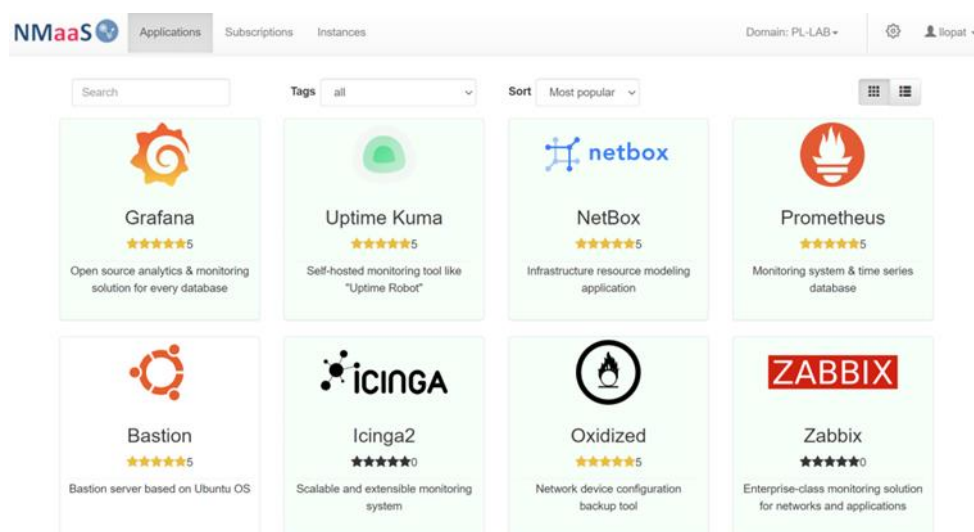 NMaaS Applications Subscriptions Instances Domain: PL-LAB llopat
Search Tags all Sort Most popular
netbox
Grafana Uptime Kuma NetBox Prometheus
5 5 5 5
Open source analytics & monitoring
solution for every database
Self-hosted monitoring tool like
"Uptime Robot"
Infrastructure resource modeling
application
Monitoring system & time series
database
ICINGA ZABBIX
Bastion Icinga2 Oxidized Zabbix
5 0 5 0
Bastion server based on Ubuntu OS
Scalable and extensible monitoring
system
Network device configuration
backup tool
Enterprise-class monitoring solution
for networks and applications